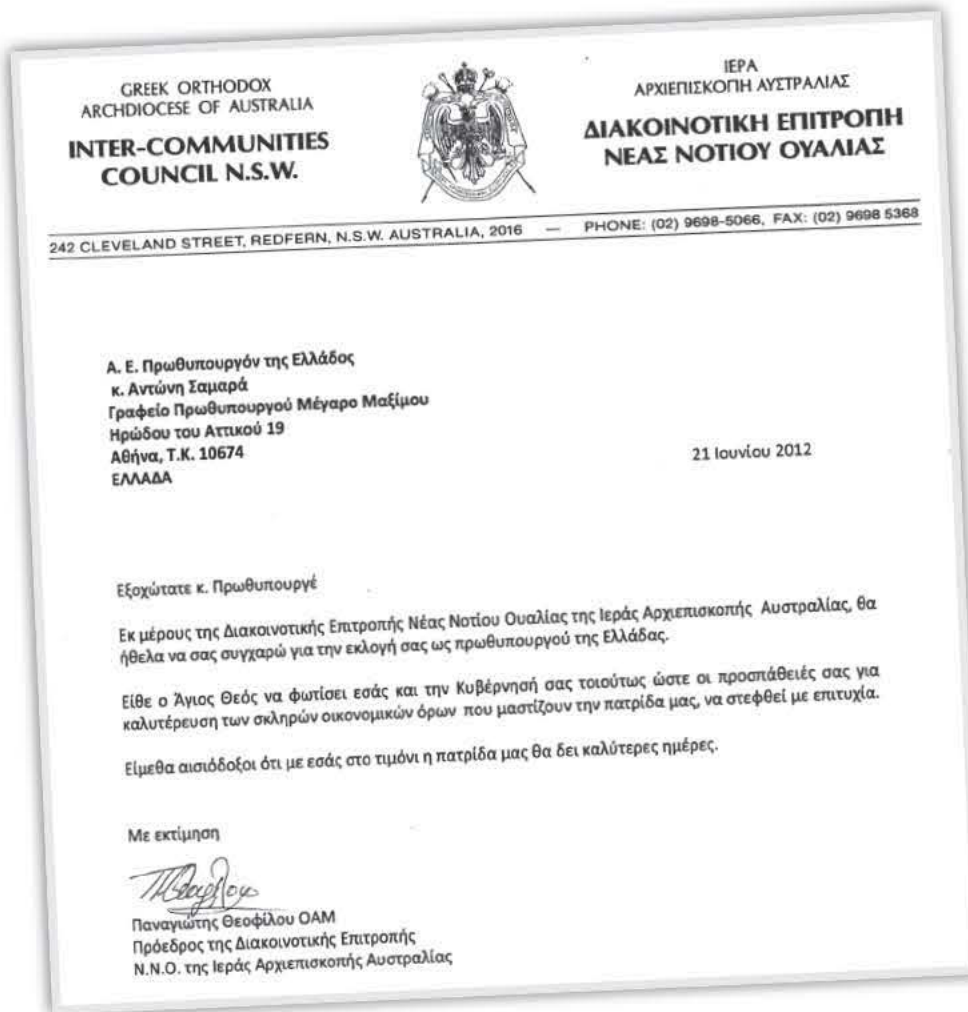 GREEK ORTHODOX
ARCHDIOCESE OF AUSTRALIA
INTER-COMMUNITIES
COUNCIL N.S.W.
ΙΕΡΑ
ΑΡΧΙΕΠΙΣΚΟΠΗ ΑΥΣΤΡΑΛΙΑΣ
ΔΙΑΚΟΙΝΟΤΙΚΗ ΕΠΙΤΡΟΠΗ
ΝΕΑΣ ΝΟΤΙΟΥ ΟΥΑΛΙΑΣ
242 CLEVELAND STREET, REDFERN, N.S.W. AUSTRALIA, 2016 — PHONE: (02) 9698-5066, FAX: (02) 9698 5368
Α. Ε. Πρωθυπουργόν της Ελλάδος
κ. Αντώνη Σαμαρά
Γραφείο Πρωθυπουργού Μέγαρο Μαξίμου
Ηρώδου του Αττικού 19
Αθήνα, Τ.Κ. 10674
ΕΛΛΑΔΑ
21 Ιουνίου 2012
Εξοχώτατε κ. Πρωθυπουργέ
Εκ μέρους της Διακοινοτικής Επιτροπής Νέας Νοτίου Ουαλίας της Ιεράς Αρχιεπισκοπής Αυστραλίας, θα
ήθελα να σας συγχαρώ για την εκλογή σας ως πρωθυπουργού της Ελλάδας.
Είθε ο Άγιος Θεός να φωτίσει εσάς και την Κυβέρνησή σας τοιούτως ώστε οι προσπάθειές σας για
καλυτέρευση των σκληρών οικονομικών όρων που μαστίζουν την πατρίδα μας, να στεφθεί με επιτυχία.
Είμεθα αισιόδοξοι ότι με εσάς στο τιμόνι η πατρίδα μας θα δει καλύτερες ημέρες.
Με εκτίμηση
Παναγιώτης Θεοφίλου ΟΑΜ
Πρόεδρος της Διακοινοτικής Επιτροπής
Ν.Ν.Ο. της Ιεράς Αρχιεπισκοπής Αυστραλίας